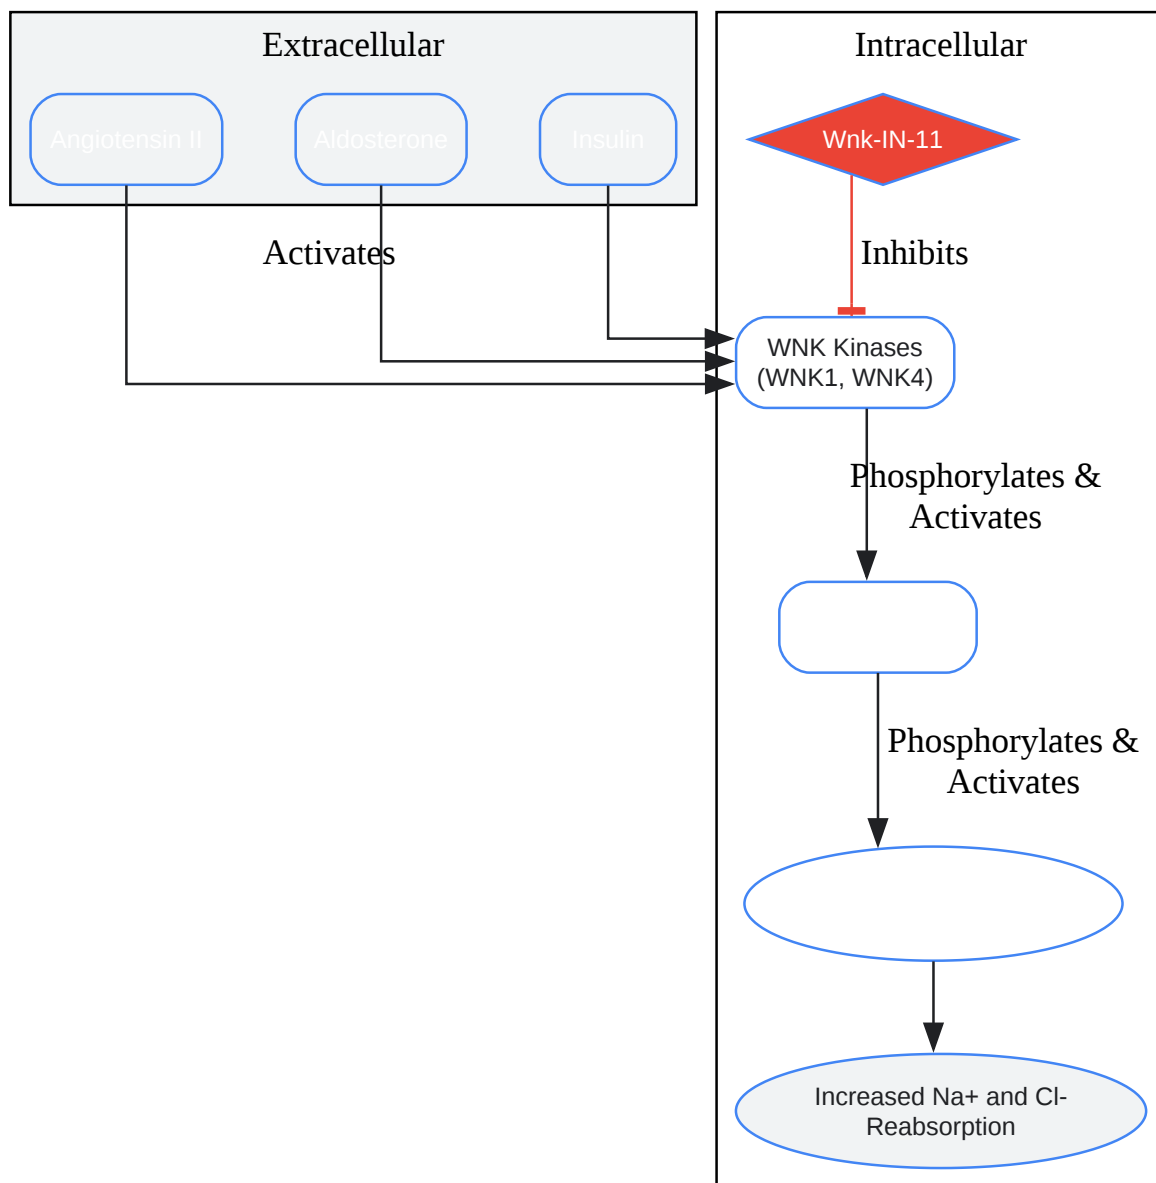 Extracellular
Intracellular
Angiotensin II
Aldosterone
Insulin
Wnk-IN-11
Activates
Inhibits
WNK Kinases
(WNK1, WNK4)
Phosphorylates &
Activates
Phosphorylates &
Activates
Increased Na+ and Cl-
Reabsorption